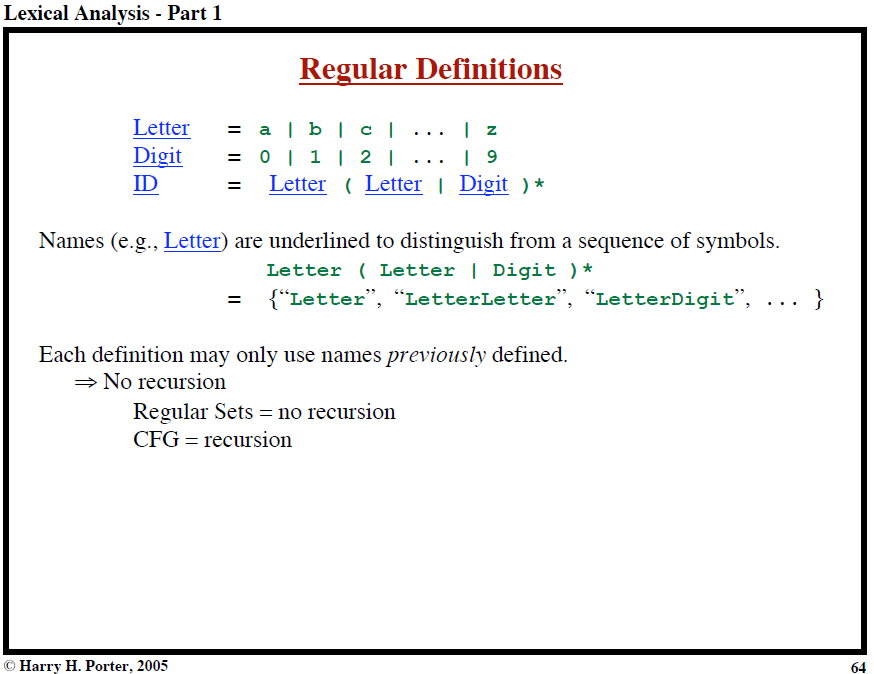 Lexical Analysis - Part 1
Regular Definitions
Letter = a | b | c | ... | z
Digit = 0 | 1 | 2 | ... | 9
ID = Letter ( Letter | Digit )*
Names (e.g., Letter) are underlined to distinguish from a sequence of symbols.
Letter ( Letter | Digit )*
= {“Letter”, “LetterLetter”, “LetterDigit”, ... }
Each definition may only use names previously defined.
⇒ No recursion
Regular Sets = no recursion
CFG = recursion
© Harry H. Porter, 2005
64